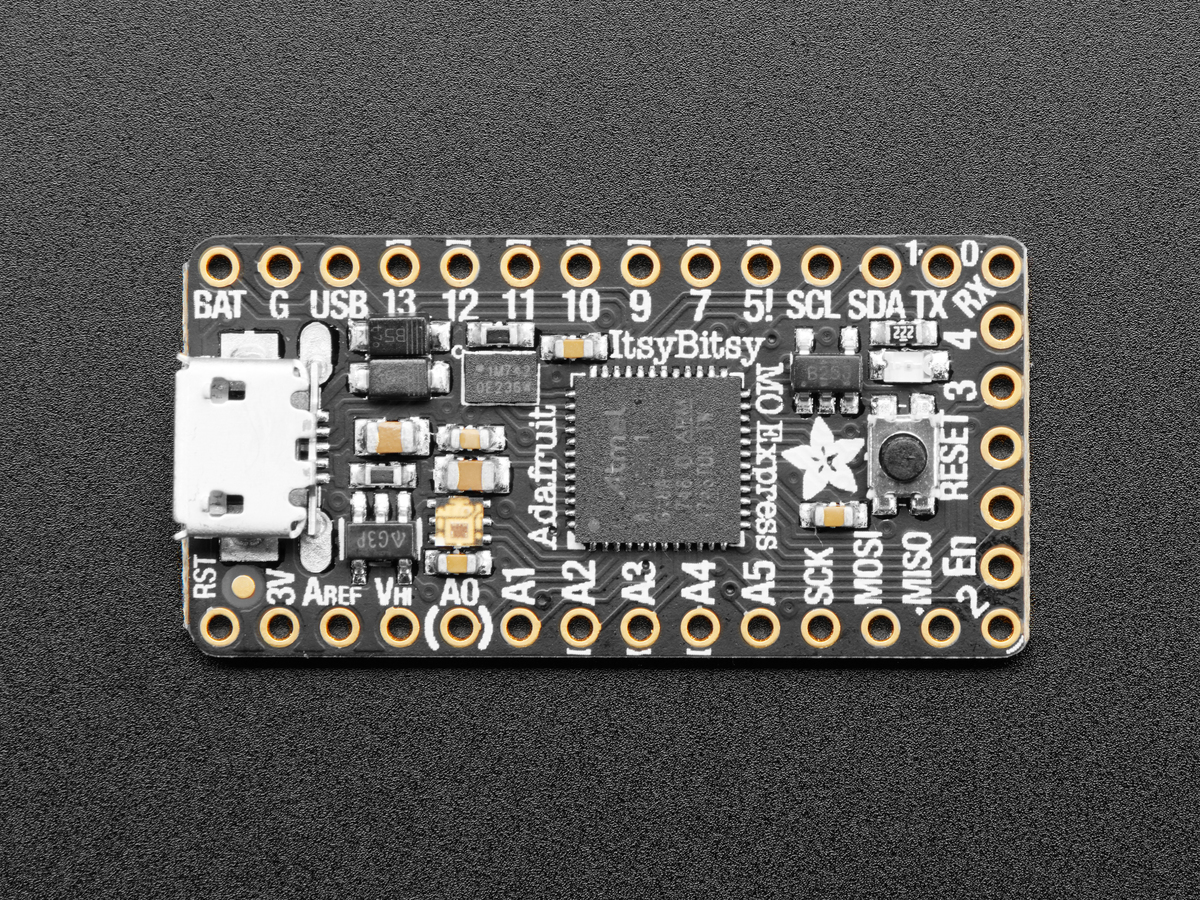 1 0
BAT G USB 13 12 11 10 9 7 5! SCL SDA TX RX
4
3
222
B5
ItsyBitsy
M0 Express
Adafruit
Atmel
RESET
G3P
RST 3V AREF VHI (A0) A1 A2 A3 A4 A5 SCK MOSI MISO 2 En